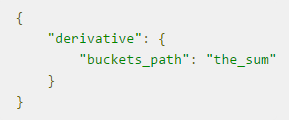 {
    "derivative": {
        "buckets_path": "the_sum"
    }
}